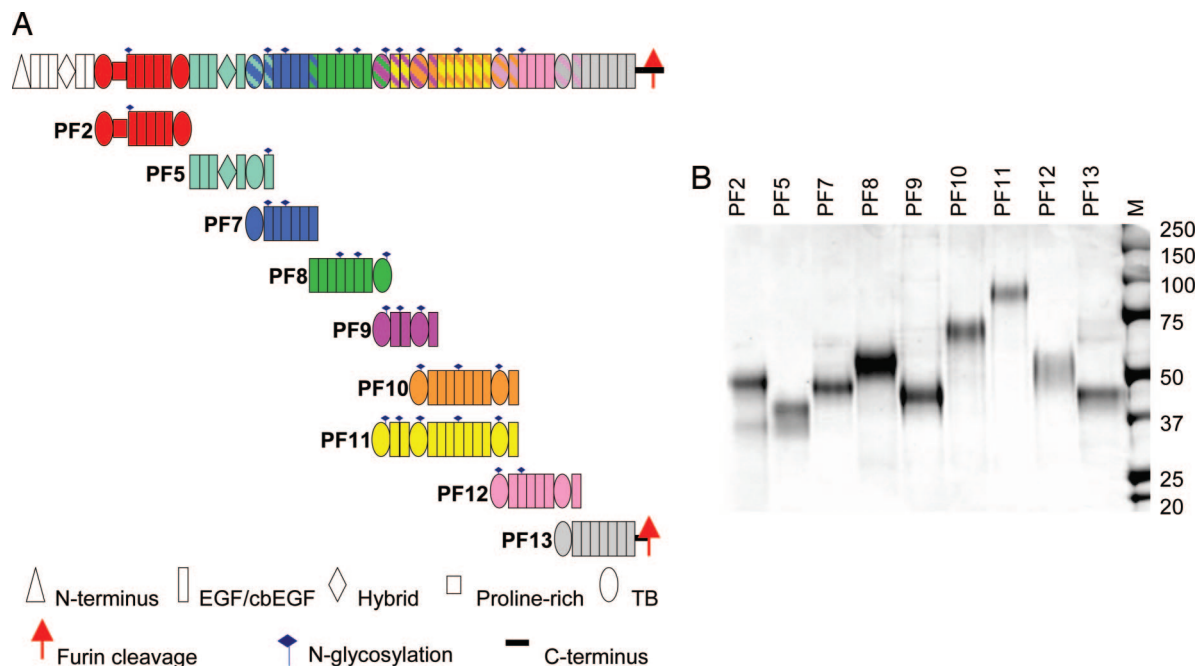 A
PF2
PF5
PF7
PF8
PF9
PF10
PF11
PF12
PF13
N-terminus EGF/cbEGF Hybrid Proline-rich TB
Furin cleavage N-glycosylation C-terminus
B
PF2 PF5 PF7 PF8 PF9 PF10 PF11 PF12 PF13 M
250
150
100
75
50
37
25
20